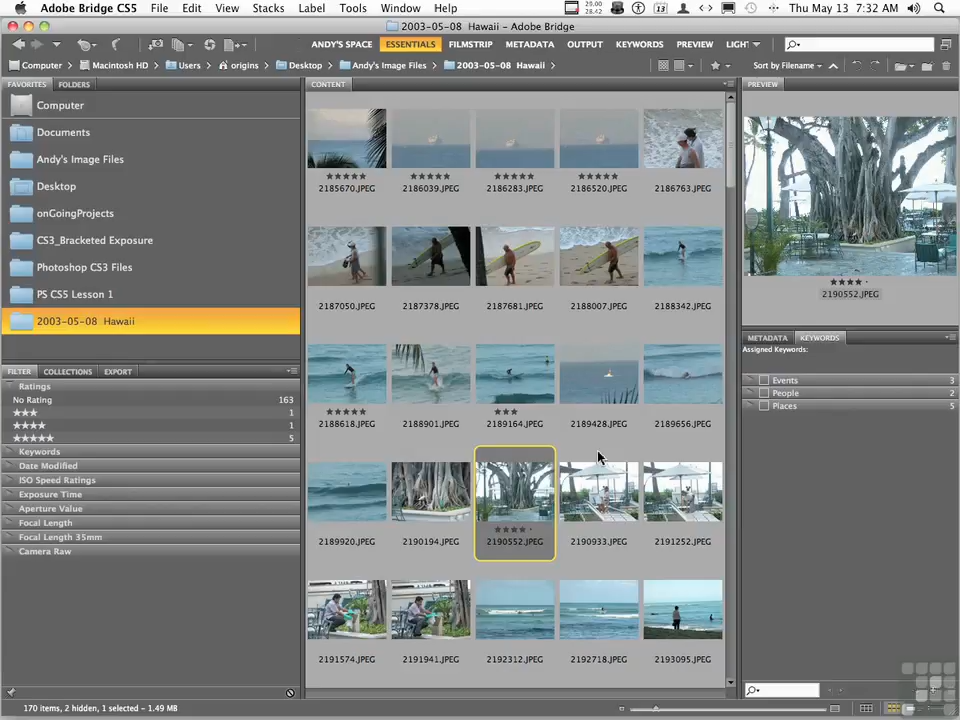 Adobe Bridge CS5 File Edit View Stacks Label Tools Window Help Thu May 13 7:32 AM
2003-05-08 Hawaii – Adobe Bridge
ANDY'S SPACE ESSENTIALS FILMSTRIP METADATA OUTPUT KEYWORDS PREVIEW LIGH
Computer Macintosh HD Users origins Desktop Andy's Image Files 2003-05-08 Hawaii Sort by Filename
FAVORITES FOLDERS
Computer
Documents
Andy's Image Files
Desktop
onGoingProjects
CS3_Bracketed Exposure
Photoshop CS3 Files
PS CS5 Lesson 1
2003-05-08 Hawaii
FILTER COLLECTIONS EXPORT
Ratings
No Rating 163
★★★ 1
★★★★ 1
★★★★★ 5
Keywords
Date Modified
ISO Speed Ratings
Exposure Time
Aperture Value
Focal Length
Focal Length 35mm
Camera Raw
CONTENT
2185670.JPEG 2186039.JPEG 2186283.JPEG 2186520.JPEG 2186763.JPEG
2187050.JPEG 2187378.JPEG 2187681.JPEG 2188007.JPEG 2188342.JPEG
2188618.JPEG 2188901.JPEG 2189164.JPEG 2189428.JPEG 2189656.JPEG
2189920.JPEG 2190194.JPEG 2190552.JPEG 2190933.JPEG 2191252.JPEG
2191574.JPEG 2191941.JPEG 2192312.JPEG 2192718.JPEG 2193095.JPEG
PREVIEW
2190552.JPEG
METADATA KEYWORDS
Assigned Keywords:
Events 3
People 2
Places 5
170 items, 2 hidden, 1 selected – 1.49 MB